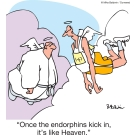 "Once the endorphins kick in,
it's like Heaven."